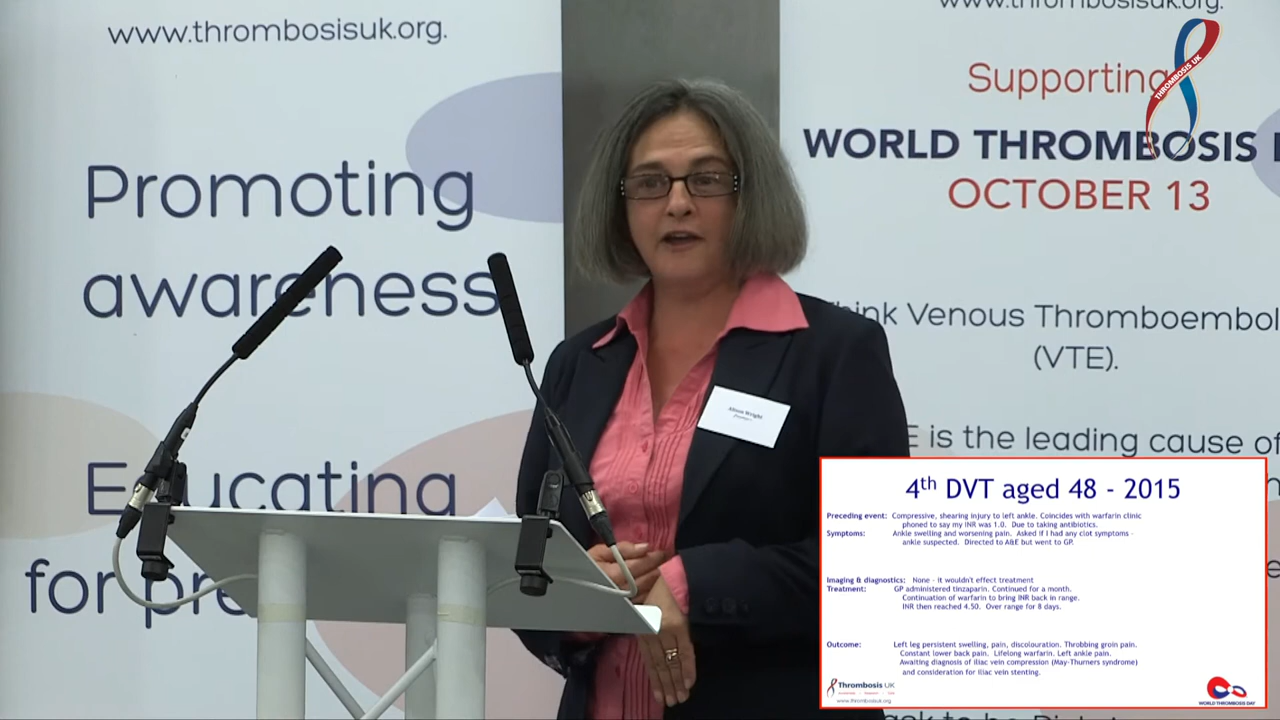 www.thrombosisuk.org.
www.thrombosisuk.org.
Supporting
THROMBOSIS UK
WORLD THROMBOSIS
OCTOBER 13
Promoting
awareness
Think Venous Thromboembol
(VTE).
E is the leading cause of
Educating
for pre
Alison Wright
4th DVT aged 48 - 2015
Preceding event: Compressive, shearing injury to left ankle. Coincides with warfarin clinic
phoned to say my INR was 1.0. Due to taking antibiotics.
Symptoms: Ankle swelling and worsening pain. Asked if I had any clot symptoms -
ankle suspected. Directed to A&E but went to GP.
Imaging & diagnostics: None - it wouldn't effect treatment
Treatment: GP administered tinzaparin. Continued for a month.
Continuation of warfarin to bring INR back in range.
INR then reached 4.50. Over range for 8 days.
Outcome: Left leg persistent swelling, pain, discolouration. Throbbing groin pain.
Constant lower back pain. Lifelong warfarin. Left ankle pain.
Awaiting diagnosis of iliac vein compression (May-Thurners syndrome)
and consideration for iliac vein stenting.
Thrombosis UK
www.thrombosisuk.org
WORLD THROMBOSIS DAY